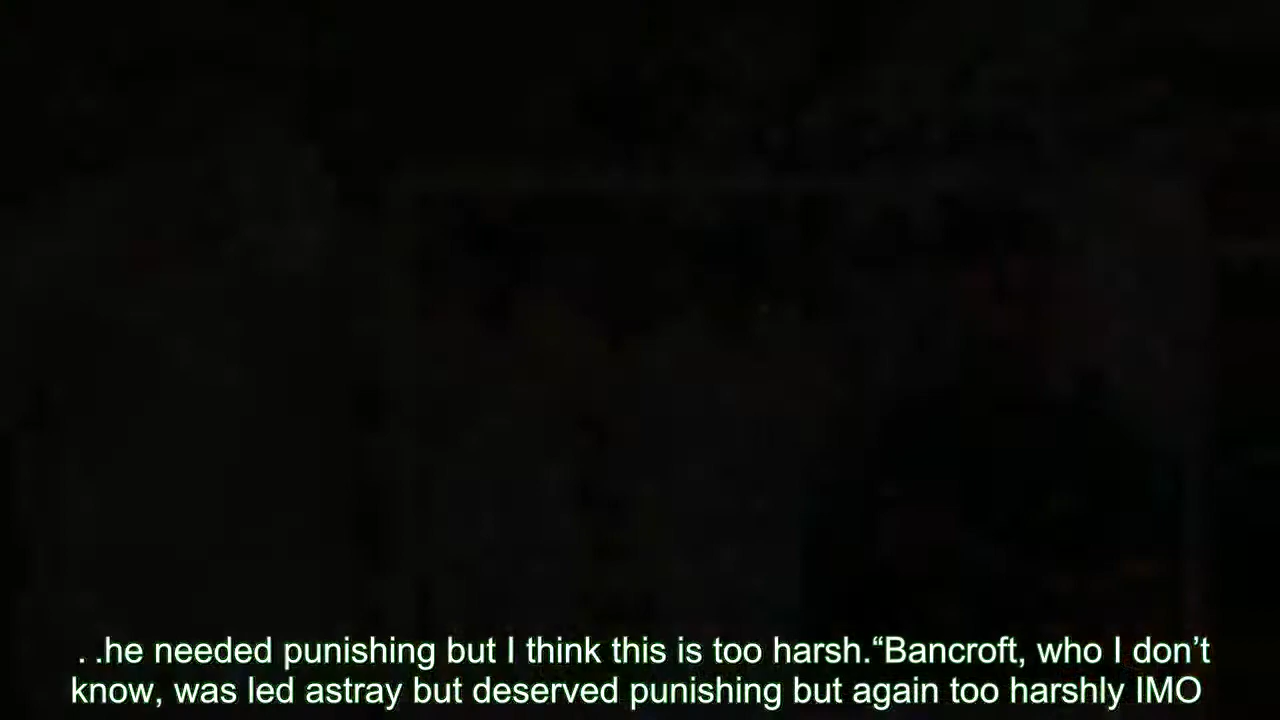 . .he needed punishing but I think this is too harsh.“Bancroft, who I don’t
know, was led astray but deserved punishing but again too harshly IMO